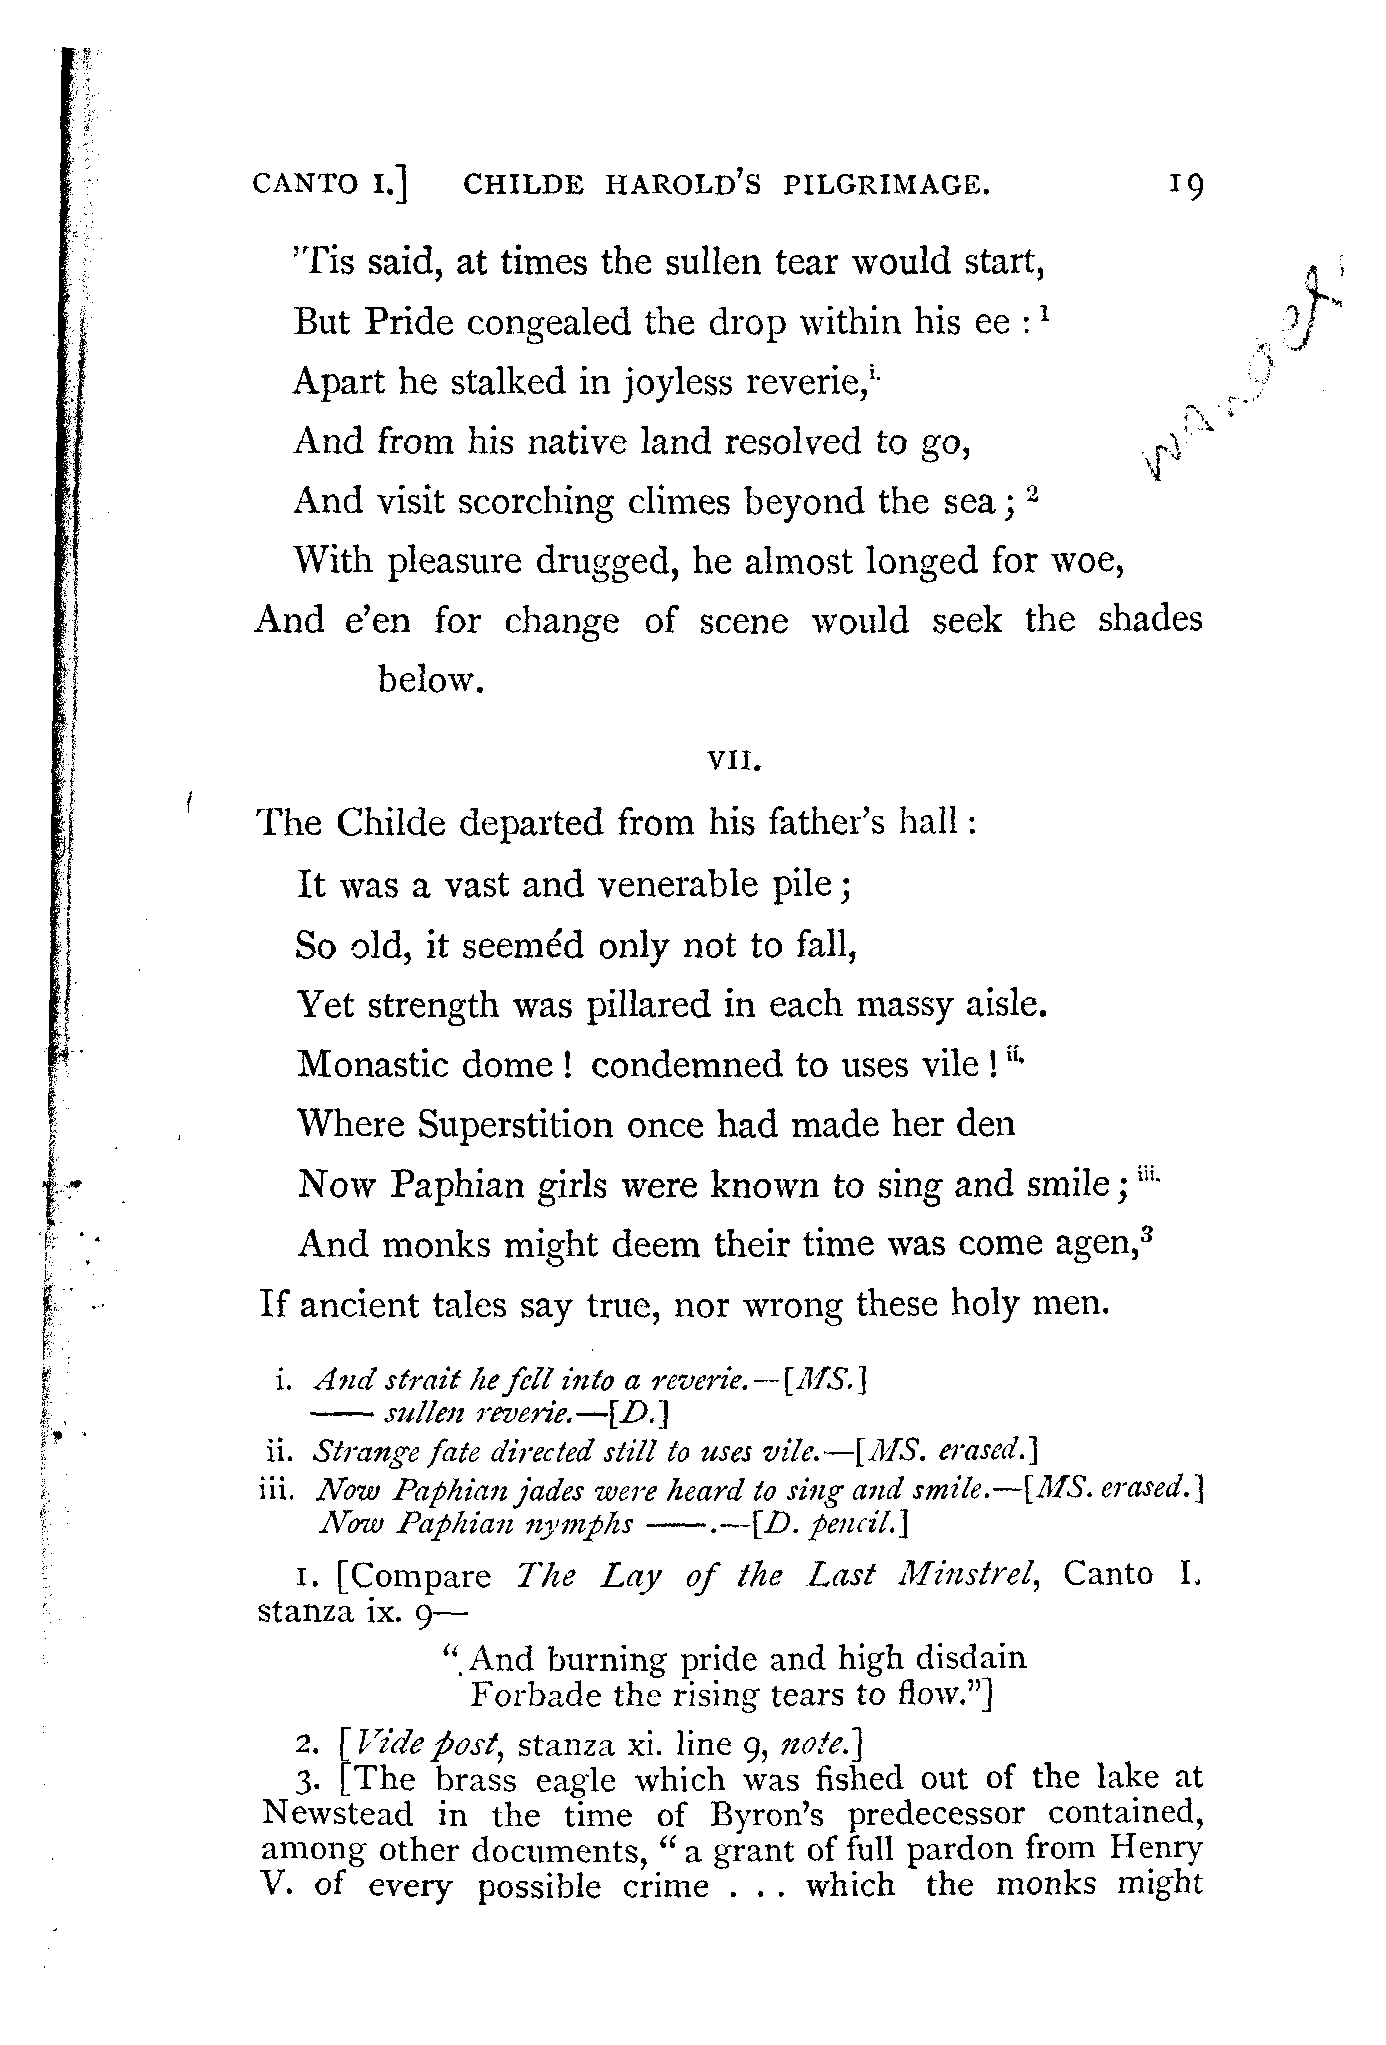 CANTO I.] CHILDE HAROLD'S PILGRIMAGE. 19
'Tis said, at times the sullen tear would start,
But Pride congealed the drop within his ee : 1
Apart he stalked in joyless reverie,i.
And from his native land resolved to go,
And visit scorching climes beyond the sea ; 2
With pleasure drugged, he almost longed for woe,
And e'en for change of scene would seek the shades
below.
VII.
The Childe departed from his father's hall :
It was a vast and venerable pile ;
So old, it seeméd only not to fall,
Yet strength was pillared in each massy aisle.
Monastic dome ! condemned to uses vile ! ii.
Where Superstition once had made her den
Now Paphian girls were known to sing and smile ; iii.
And monks might deem their time was come agen,3
If ancient tales say true, nor wrong these holy men.
i. And strait he fell into a reverie.—[MS.]
—— sullen reverie.—[D.]
ii. Strange fate directed still to uses vile.—[MS. erased.]
iii. Now Paphian jades were heard to sing and smile.—[MS. erased.]
Now Paphian nymphs ——.—[D. pencil.]
1. [Compare The Lay of the Last Minstrel, Canto I.
stanza ix. 9—
"And burning pride and high disdain
Forbade the rising tears to flow."]
2. [Vide post, stanza xi. line 9, note.]
3. [The brass eagle which was fished out of the lake at
Newstead in the time of Byron's predecessor contained,
among other documents, "a grant of full pardon from Henry
V. of every possible crime . . . which the monks might